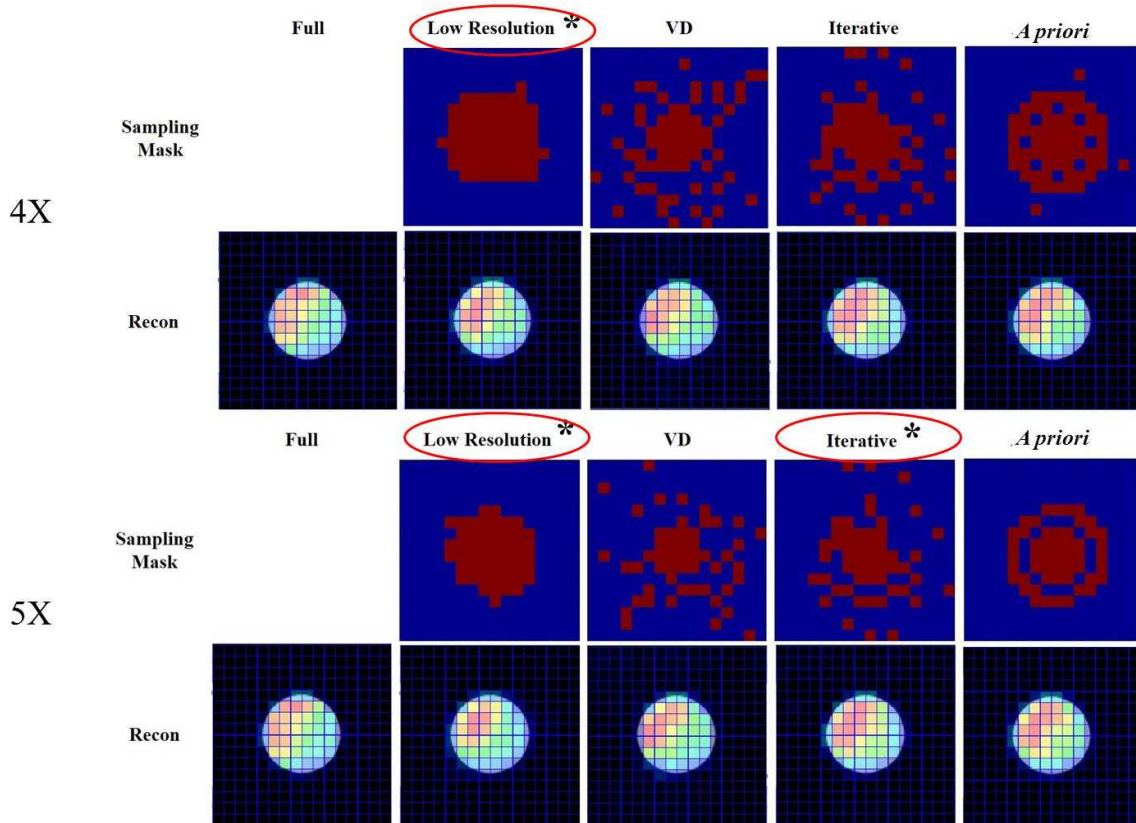 Full Low Resolution * VD Iterative A priori
Sampling
Mask
4X
Recon
Full Low Resolution * VD Iterative * A priori
Sampling
Mask
5X
Recon